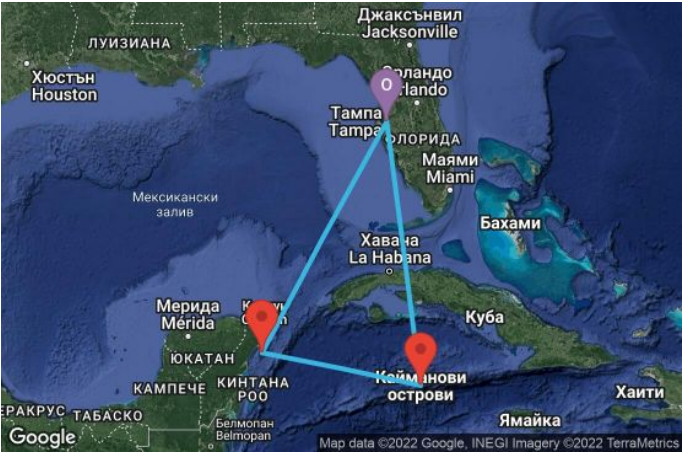 Джаксънвил
Jacksonville
ЛУИЗИАНА
Хюстън
Houston
O
Орландо
Orlando
Тампа
Tampa
ФЛОРИДА
Маями
Miami
Мексикански
залив
Бахами
Хавана
La Habana
Мерида
Mérida
Куба
ЮКАТАН
Кайманови
острови
КАМПЕЧЕ
КИНТАНА
РОО
Хаити
ЕРАКРУС
ТАБАСКО
Ямайка
Белмопан
Belmopan
Google
Map data ©2022 Google, INEGI Imagery ©2022 TerraMetrics